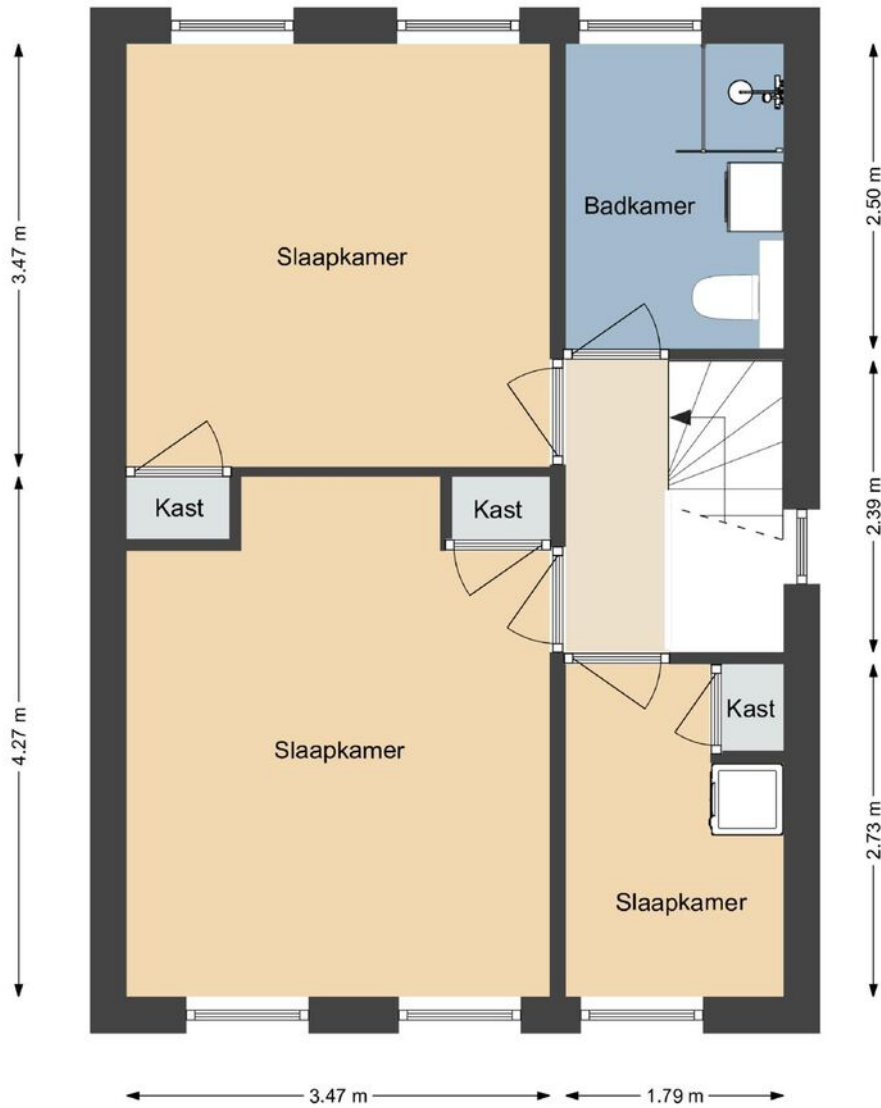 Slaapkamer
Badkamer
3.47 m
2.50 m
Kast
Kast
2.39 m
4.27 m
Slaapkamer
Kast
2.73 m
Slaapkamer
3.47 m
1.79 m